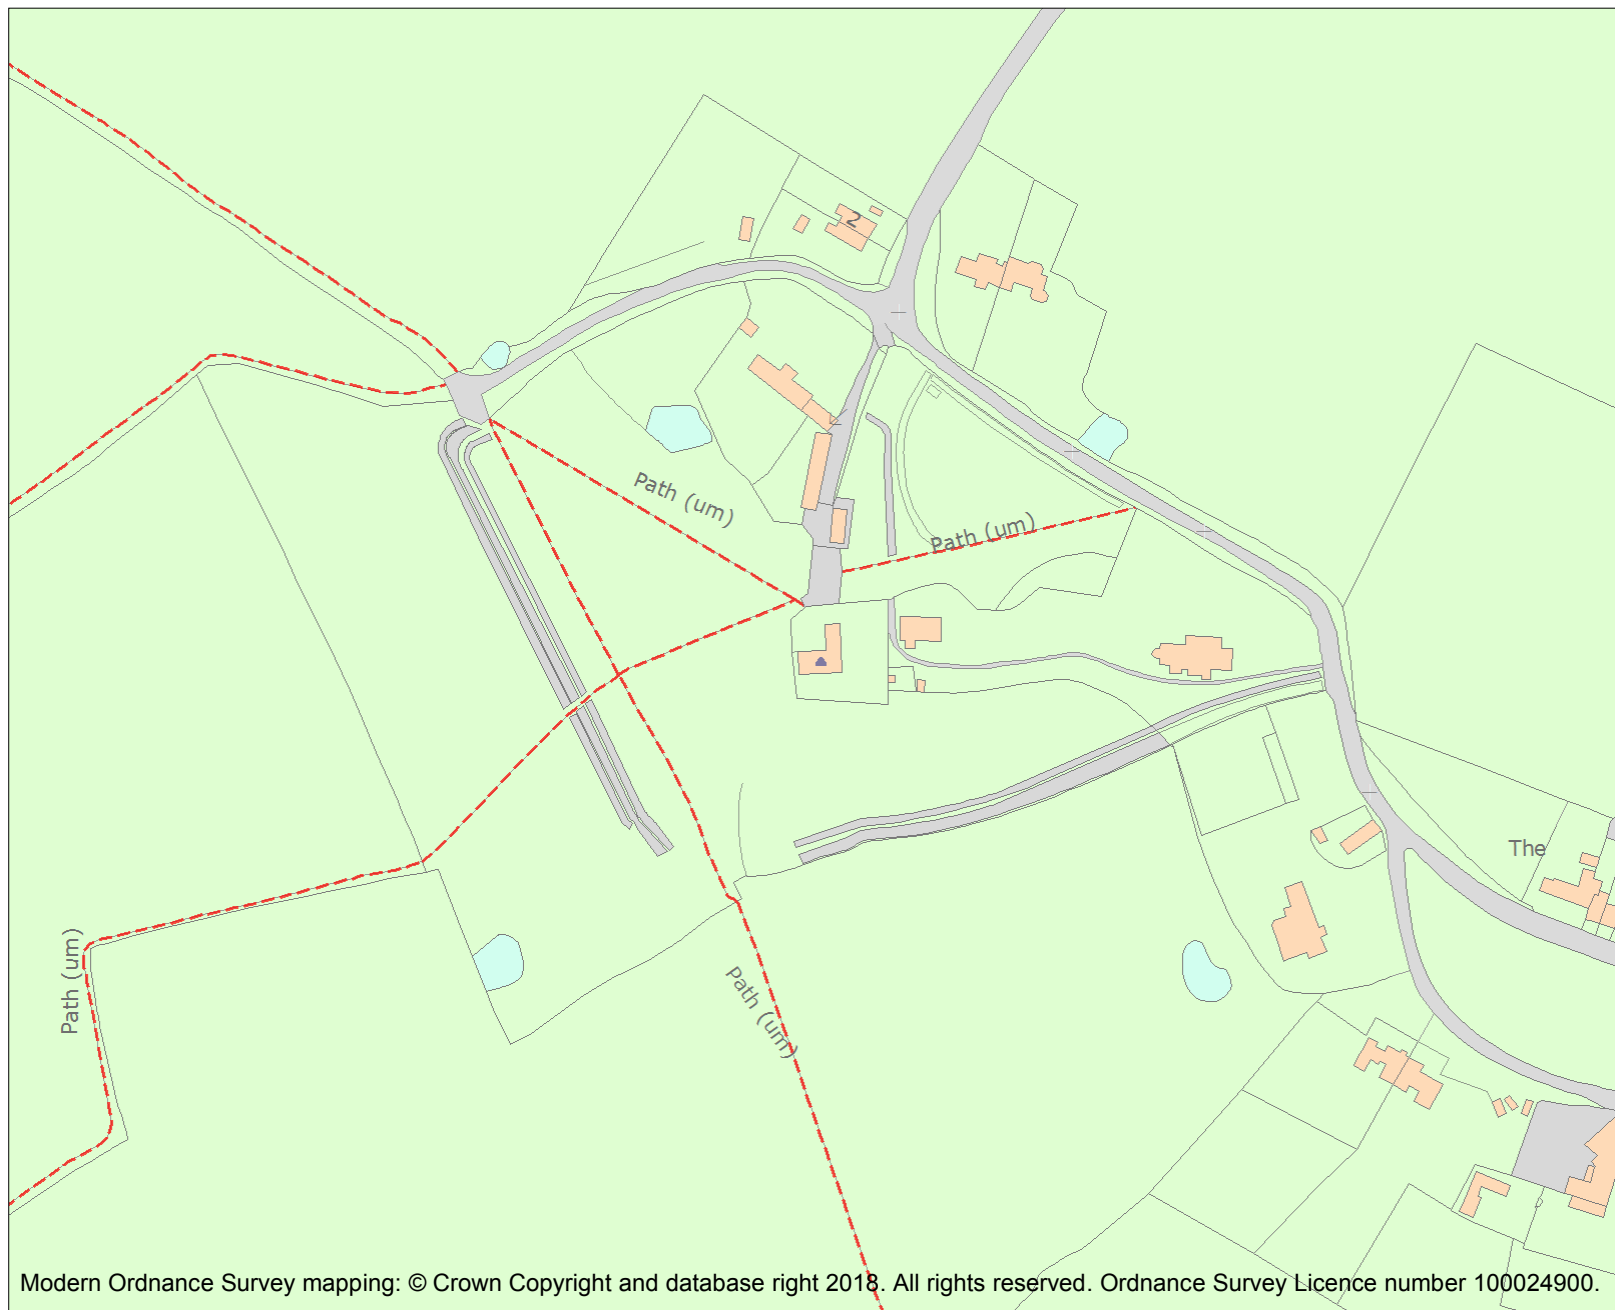 2
Path (um)
Path (um)
The
Path (um)
Path (um)
Modern Ordnance Survey mapping: © Crown Copyright and database right 2018. All rights reserved. Ordnance Survey Licence number 100024900.